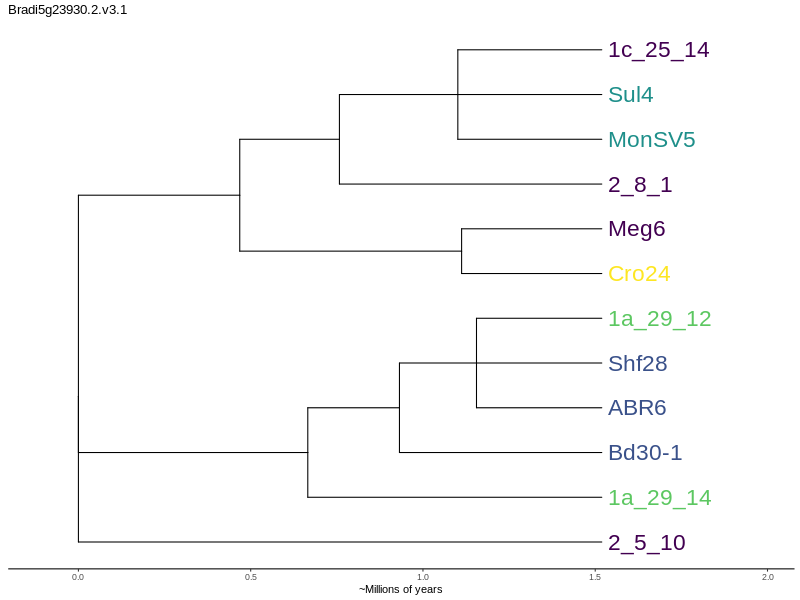 Bradi5g23930.2.v3.1
1c_25_14
Sul4
MonSV5
2_8_1
Meg6
Cro24
1a_29_12
Shf28
ABR6
Bd30-1
1a_29_14
2_5_10
0.0 0.5 1.0 1.5 2.0
~Millions of years